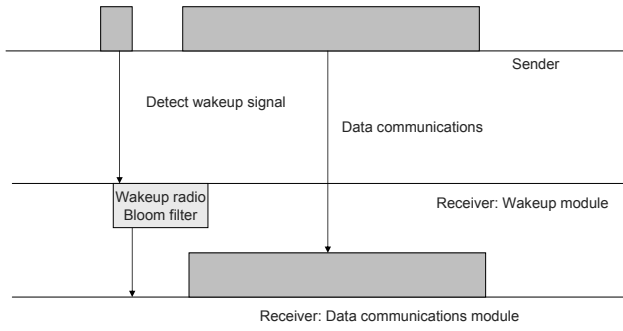 Sender
Detect wakeup signal
Data communications
Wakeup radio
Bloom filter
Receiver: Wakeup module
Receiver: Data communications module